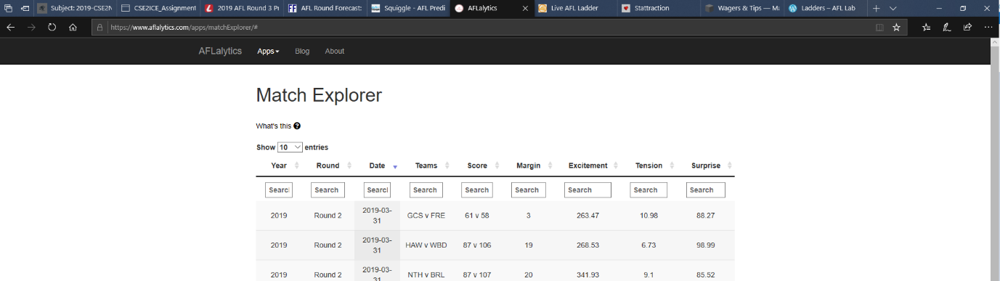 Subject: 2019-CSE2N
CSE2ICE_Assignment
2019 AFL Round 3 Pr
AFL Round Forecast:
Squiggle - AFL Predi
AFLalytics
Live AFL Ladder
Stattraction
Wagers & Tips — Ma
Ladders – AFL Lab
https://www.aflalytics.com/apps/matchExplorer/#
AFLalytics Apps Blog About
Match Explorer
What's this
Show 10 entries
Year Round Date Teams Score Margin Excitement Tension Surprise
Search Search Search Search Search Search Search Search Search
2019 Round 2 2019-03-31 GCS v FRE 61 v 58 3 263.47 10.98 88.27
2019 Round 2 2019-03-31 HAW v WBD 87 v 106 19 268.53 6.73 98.99
2019 Round 2 2019-03-31 NTH v BRL 87 v 107 20 341.93 9.1 85.52